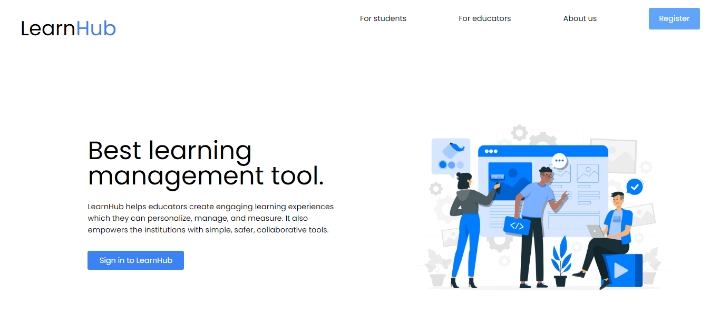 LearnHub
For students
For educators
About us
Register
Best learning
management tool.
LearnHub helps educators create engaging learning experiences
which they can personalize, manage, and measure. It also
empowers the institutions with simple, safer, collaborative tools.
Sign in to LearnHub